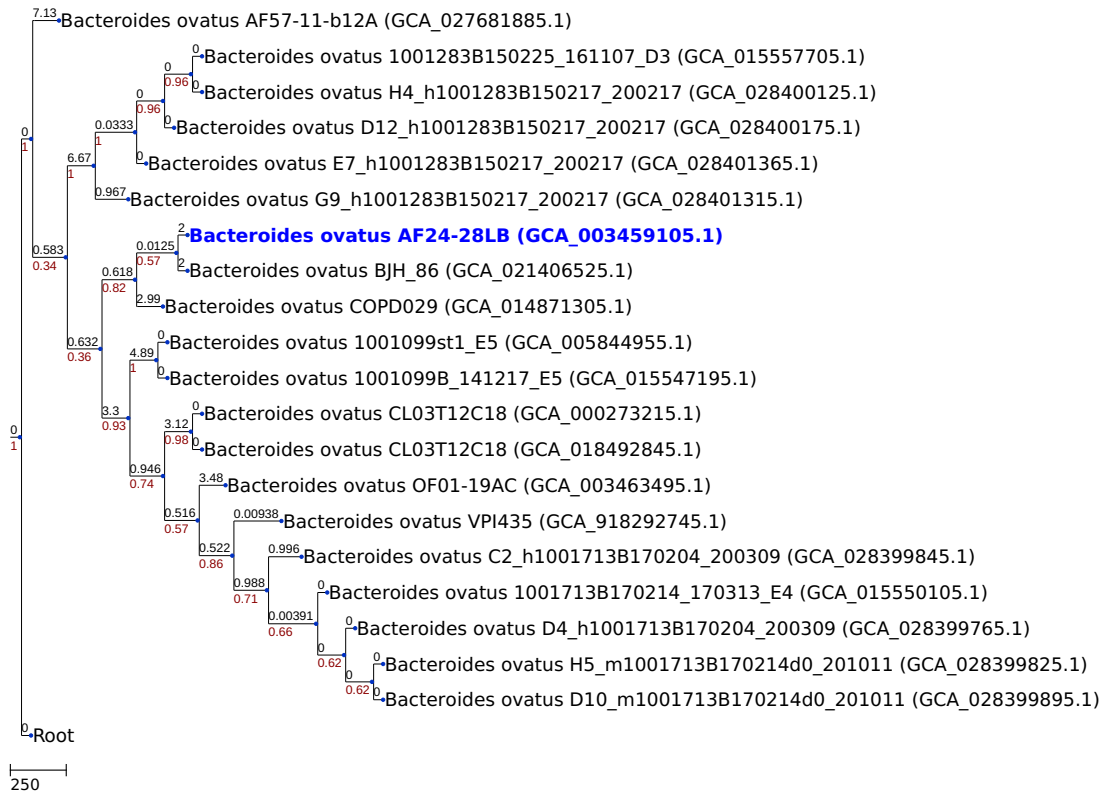 7.13 Bacteroides ovatus AF57-11-b12A (GCA_027681885.1)
0 Bacteroides ovatus 1001283B150225_161107_D3 (GCA_015557705.1)
0
0.96 0 Bacteroides ovatus H4_h1001283B150217_200217 (GCA_028400125.1)
0
0.96 0 Bacteroides ovatus D12_h1001283B150217_200217 (GCA_028400175.1)
0.0333
0
1
1 0 Bacteroides ovatus E7_h1001283B150217_200217 (GCA_028401365.1)
6.67
1
0.967 Bacteroides ovatus G9_h1001283B150217_200217 (GCA_028401315.1)
2 Bacteroides ovatus AF24-28LB (GCA_003459105.1)
0.583 0.0125
0.34 0.57 2 Bacteroides ovatus BJH_86 (GCA_021406525.1)
0.618
0.82 2.99 Bacteroides ovatus COPD029 (GCA_014871305.1)
0 Bacteroides ovatus 1001099st1_E5 (GCA_005844955.1)
0.632 4.89
0.36 1 0 Bacteroides ovatus 1001099B_141217_E5 (GCA_015547195.1)
3.3 0 Bacteroides ovatus CL03T12C18 (GCA_000273215.1)
0.93 3.12
0 0.98 0 Bacteroides ovatus CL03T12C18 (GCA_018492845.1)
1
0.946
0.74 3.48 Bacteroides ovatus OF01-19AC (GCA_003463495.1)
0.516
0.57 0.00938 Bacteroides ovatus VPI435 (GCA_918292745.1)
0.522
0.86 0.996 Bacteroides ovatus C2_h1001713B170204_200309 (GCA_028399845.1)
0.988
0.71 0 Bacteroides ovatus 1001713B170214_170313_E4 (GCA_015550105.1)
0.00391
0.66 0 Bacteroides ovatus D4_h1001713B170204_200309 (GCA_028399765.1)
0
0.62 0 Bacteroides ovatus H5_m1001713B170214d0_201011 (GCA_028399825.1)
0
0.62 0 Bacteroides ovatus D10_m1001713B170214d0_201011 (GCA_028399895.1)
0 Root
250